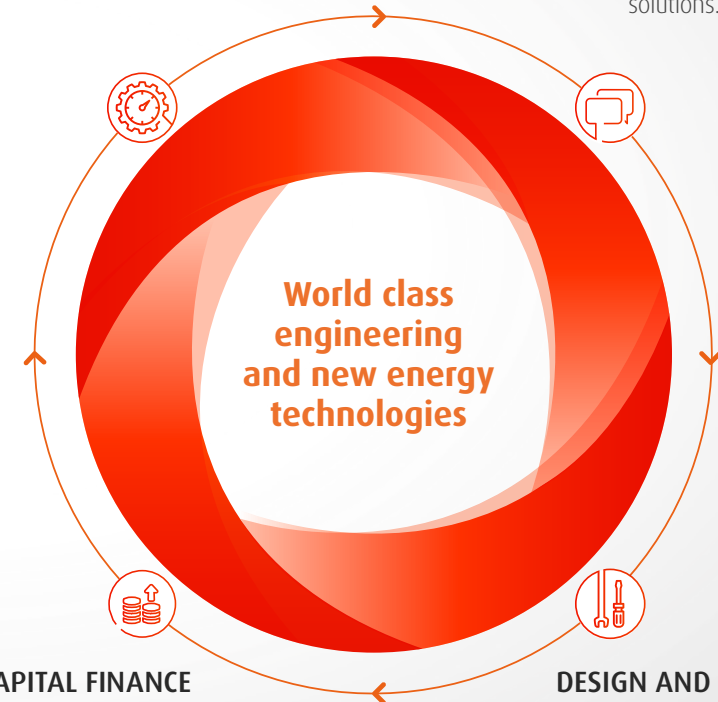 solutions.
World class
engineering
and new energy
technologies
APITAL FINANCE
DESIGN AND